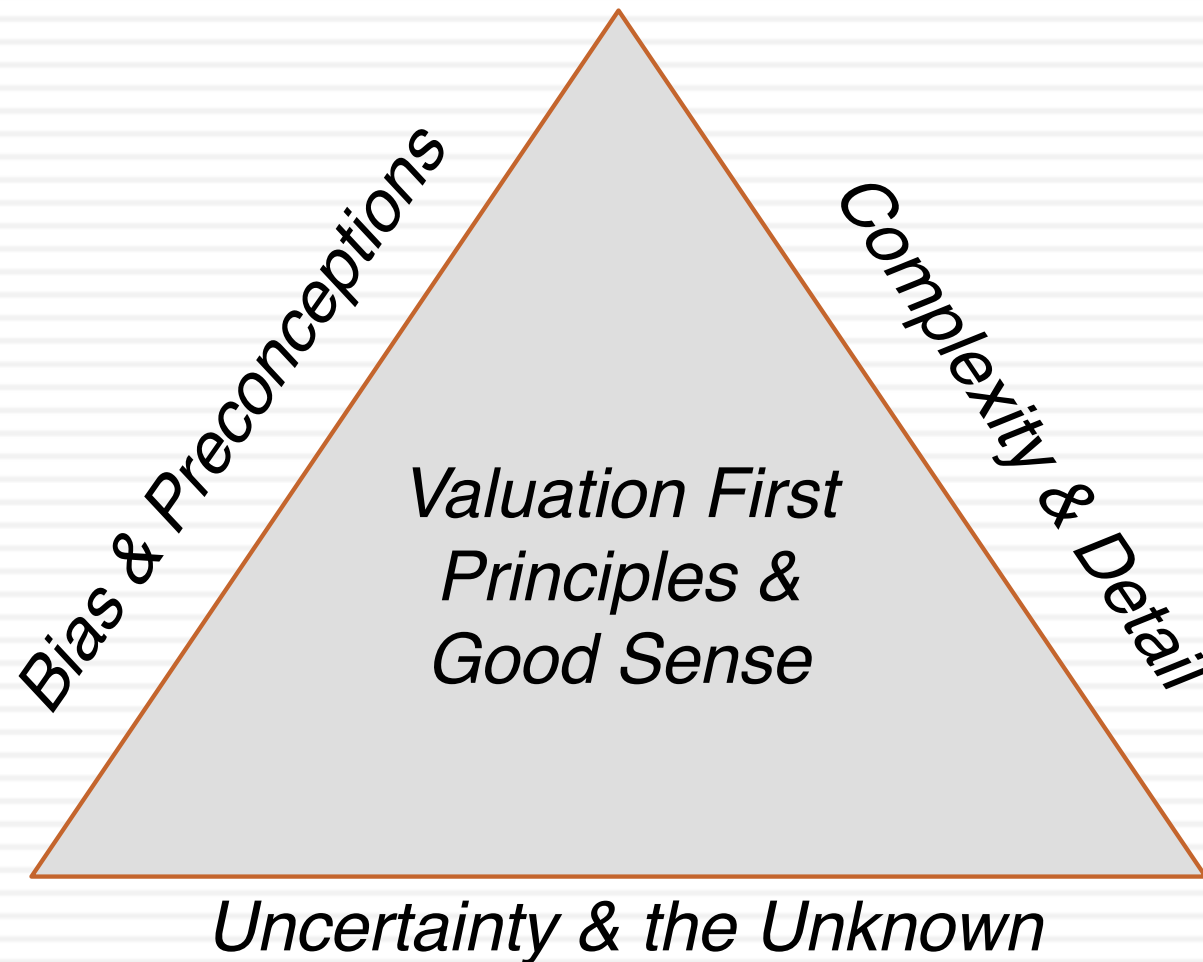 Bias & Preconceptions
Complexity & Detail
Valuation First
Principles &
Good Sense
Uncertainty & the Unknown